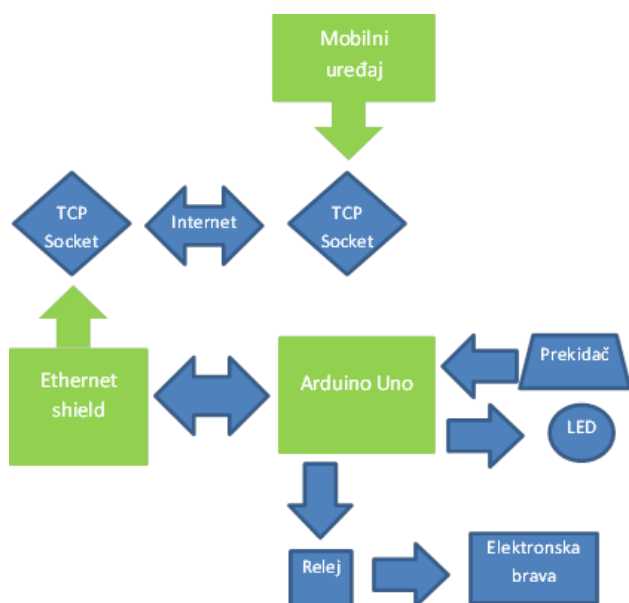 Mobilni
uređaj
TCP
Socket
Internet
TCP
Socket
Ethernet
shield
Arduino Uno
Prekidač
LED
Relej
Elektronska
brava